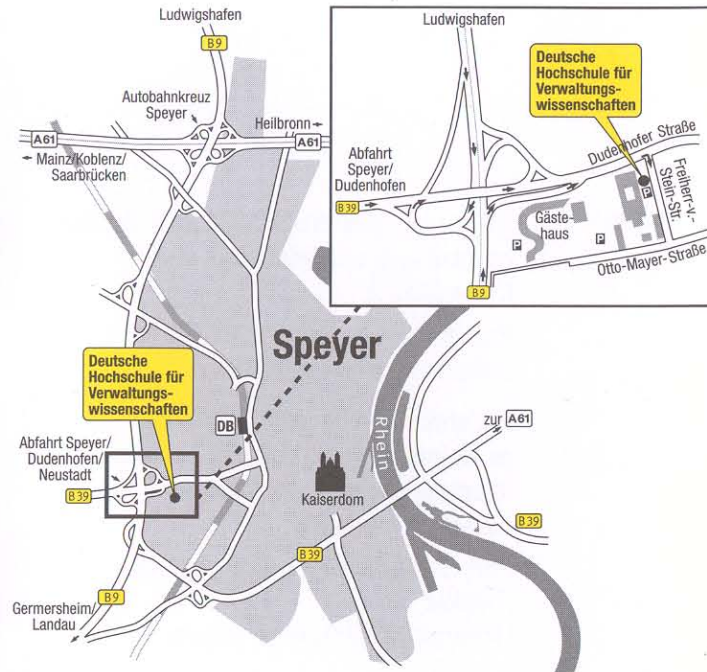 Ludwigshafen
B9
Autobahnkreuz
Speyer
Heilbronn
A61
A61
Mainz/Koblenz/
Saarbrücken
Speyer
Deutsche
Hochschule für
Verwaltungs-
wissenschaften
DB
Abfahrt Speyer/
Dudenhofen/
Neustadt
B39
Kaiserdom
Rhein
zur A61
B39
B39
B9
Germersheim/
Landau
Ludwigshafen
Deutsche
Hochschule für
Verwaltungs-
wissenschaften
Dudenhofer Straße
Abfahrt
Speyer/
Dudenhofen
B39
Gäste-
haus
P
P
P
Freiherr-v.-
Stein-Str.
Otto-Mayer-Straße
B9